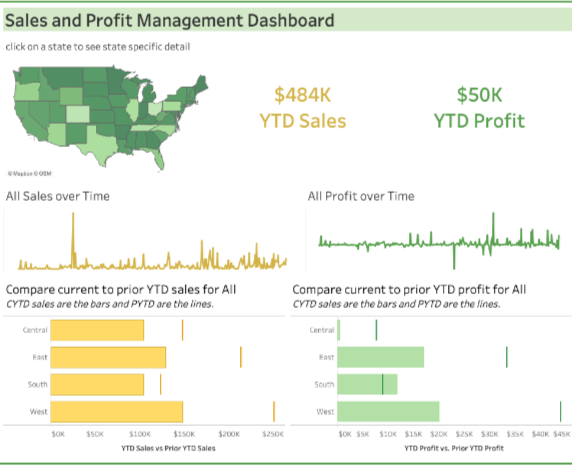 Sales and Profit Management Dashboard
click on a state to see state specific detail
$484K
YTD Sales
$50K
YTD Profit
© Mapbox © OSM
All Sales over Time
All Profit over Time
Compare current to prior YTD sales for All
CYTD sales are the bars and PYTD are the lines.
Central
East
South
West
$0K $50K $100K $150K $200K $250K
YTD Sales vs Prior YTD Sales
Compare current to prior YTD profit for All
CYTD sales are the bars and PYTD are the lines.
Central
East
South
West
$0K $5K $10K $15K $20K $25K $30K $35K $40K $45K
YTD Profit vs. Prior YTD Profit